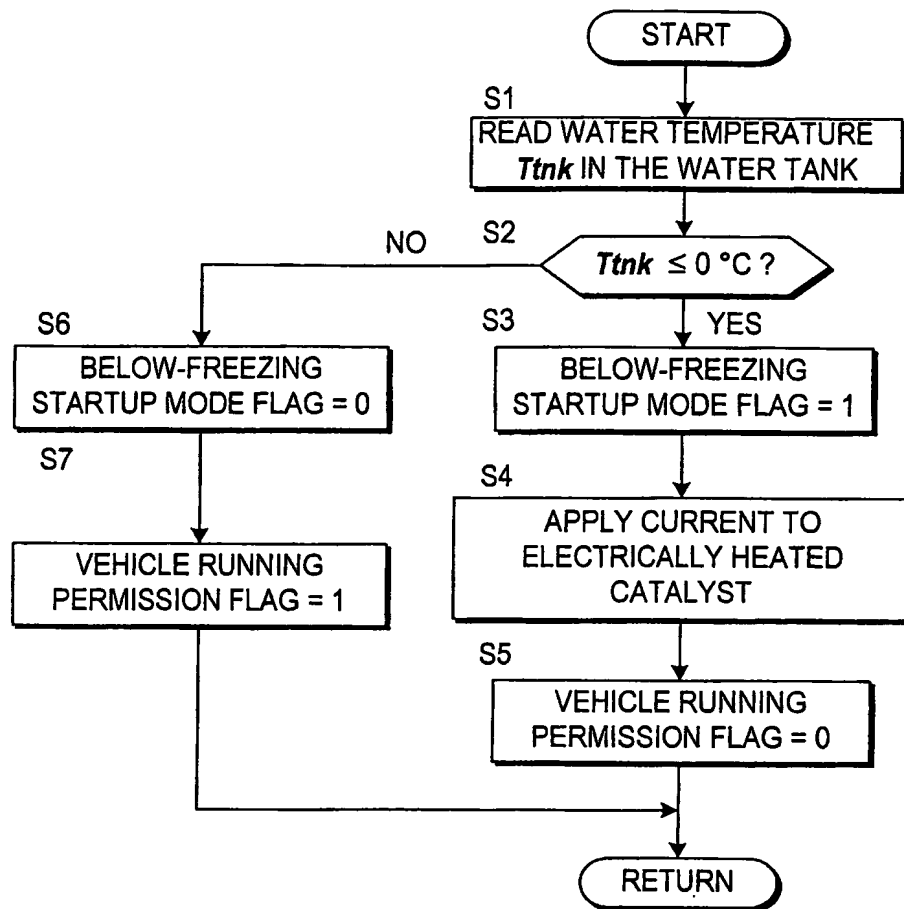 START
S1
READ WATER TEMPERATURE
Ttnk IN THE WATER TANK
S2
NO
Ttnk ≤ 0 °C ?
YES
S3
BELOW-FREEZING
STARTUP MODE FLAG = 1
S4
APPLY CURRENT TO
ELECTRICALLY HEATED
CATALYST
S5
VEHICLE RUNNING
PERMISSION FLAG = 0
S6
BELOW-FREEZING
STARTUP MODE FLAG = 0
S7
VEHICLE RUNNING
PERMISSION FLAG = 1
RETURN